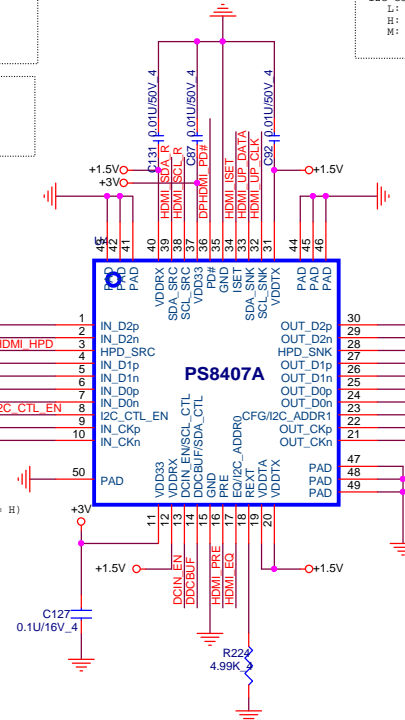 L:
H:
M:
C131 0.01U/50V_4
C87 0.01U/50V_4
C92 0.01U/50V_4
HDMI_SDA_R
HDMI_SCL_R
DPHDMI_PD#
HDMI_ISET
HDMI_UP_DATA
HDMI_UP_CLK
+1.5V
+3V
+1.5V
43
42
41
40
39
38
37
36
35
34
33
32
31
44
45
46
PAD
PAD
PAD
VDDRX
SDA_SRC
SCL_SRC
VDD33
PD#
GND
ISET
SDA_SNK
SCL_SNK
VDDTX
PAD
PAD
PAD
PS8407A
1 IN_D2p
2 IN_D2n
HDMI_HPD 3 HPD_SRC
4 IN_D1p
5 IN_D1n
6 IN_D0p
7 IN_D0n
2C_CTL_EN 8 I2C_CTL_EN
9 IN_CKp
10 IN_CKn
50 PAD
OUT_D2p 30
OUT_D2n 29
HPD_SNK 28
OUT_D1p 27
OUT_D1n 26
OUT_D0p 25
OUT_D0n 24
CFG/I2C_ADDR1 23
OUT_CKp 22
OUT_CKn 21
PAD 47
PAD 48
PAD 49
VDD33
VDDRX
DCIN_EN/SCL_CTL
DDCBUF/SDA_CTL
GND
PRE
EQ/I2C_ADDR0
REXT
VDDTA
VDDTX
11
12
13
14
15
16
17
18
19
20
= H)
+3V
+1.5V
DCIN_EN
DDCBUF
HDMI_PRE
HDMI_EQ
+1.5V
C127
0.1U/16V_4
R224
4.99K_4